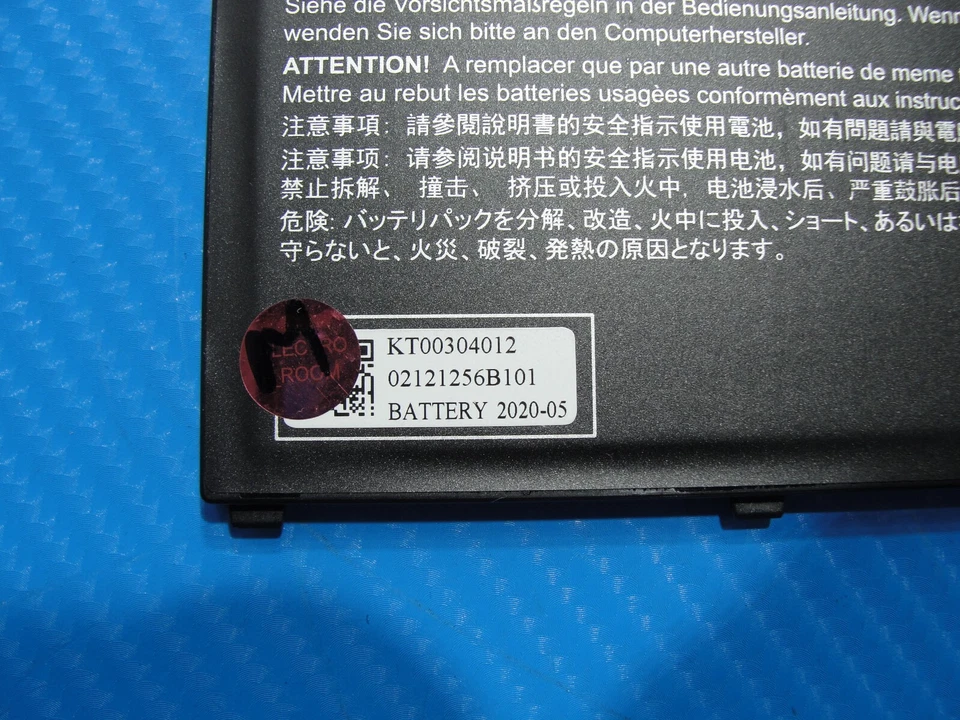 Siehe die Vorsichtsmaßregeln in der Bedienungsanleitung. Wenn
wenden Sie sich bitte an den Computerhersteller.
ATTENTION! A remplacer que par une autre batterie de meme
Mettre au rebut les batteries usagèes conformèment aux instruc
注意事項：請參閱說明書的安全指示使用電池，如有問題請與電
注意事项：请参阅说明书的安全指示使用电池，如有问题请与电
禁止拆解、撞击、挤压或投入火中，电池浸水后、严重鼓胀后
危険: バッテリパックを分解、改造、火中に投入、ショート、あるいは
守らないと、火災、破裂、発熱の原因となります。
M
ROOM
KT00304012
02121256B101
BATTERY 2020-05